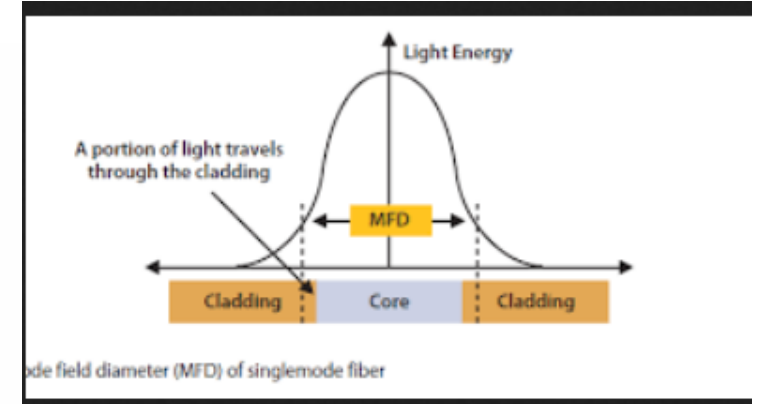 Light Energy
A portion of light travels
through the cladding
MFD
Cladding Core Cladding
ode field diameter (MFD) of singlemode fiber